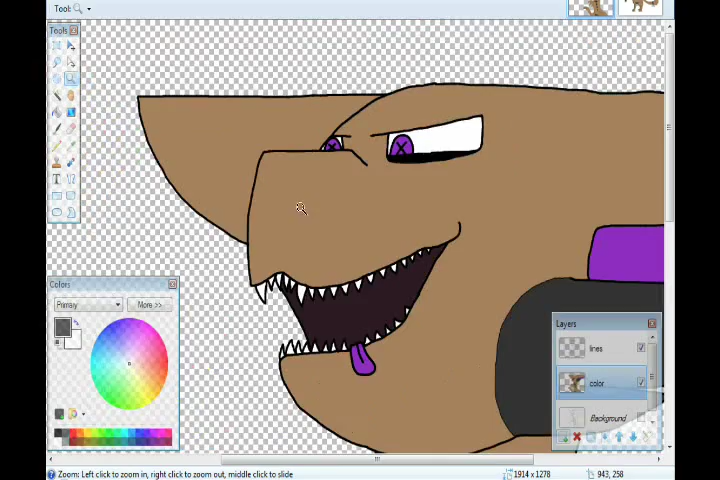 Tool:
Tools
Colors
Primary
More >>
Layers
lines
color
Background
Zoom: Left click to zoom in, right click to zoom out, middle click to slide
1914 x 1278
943, 258